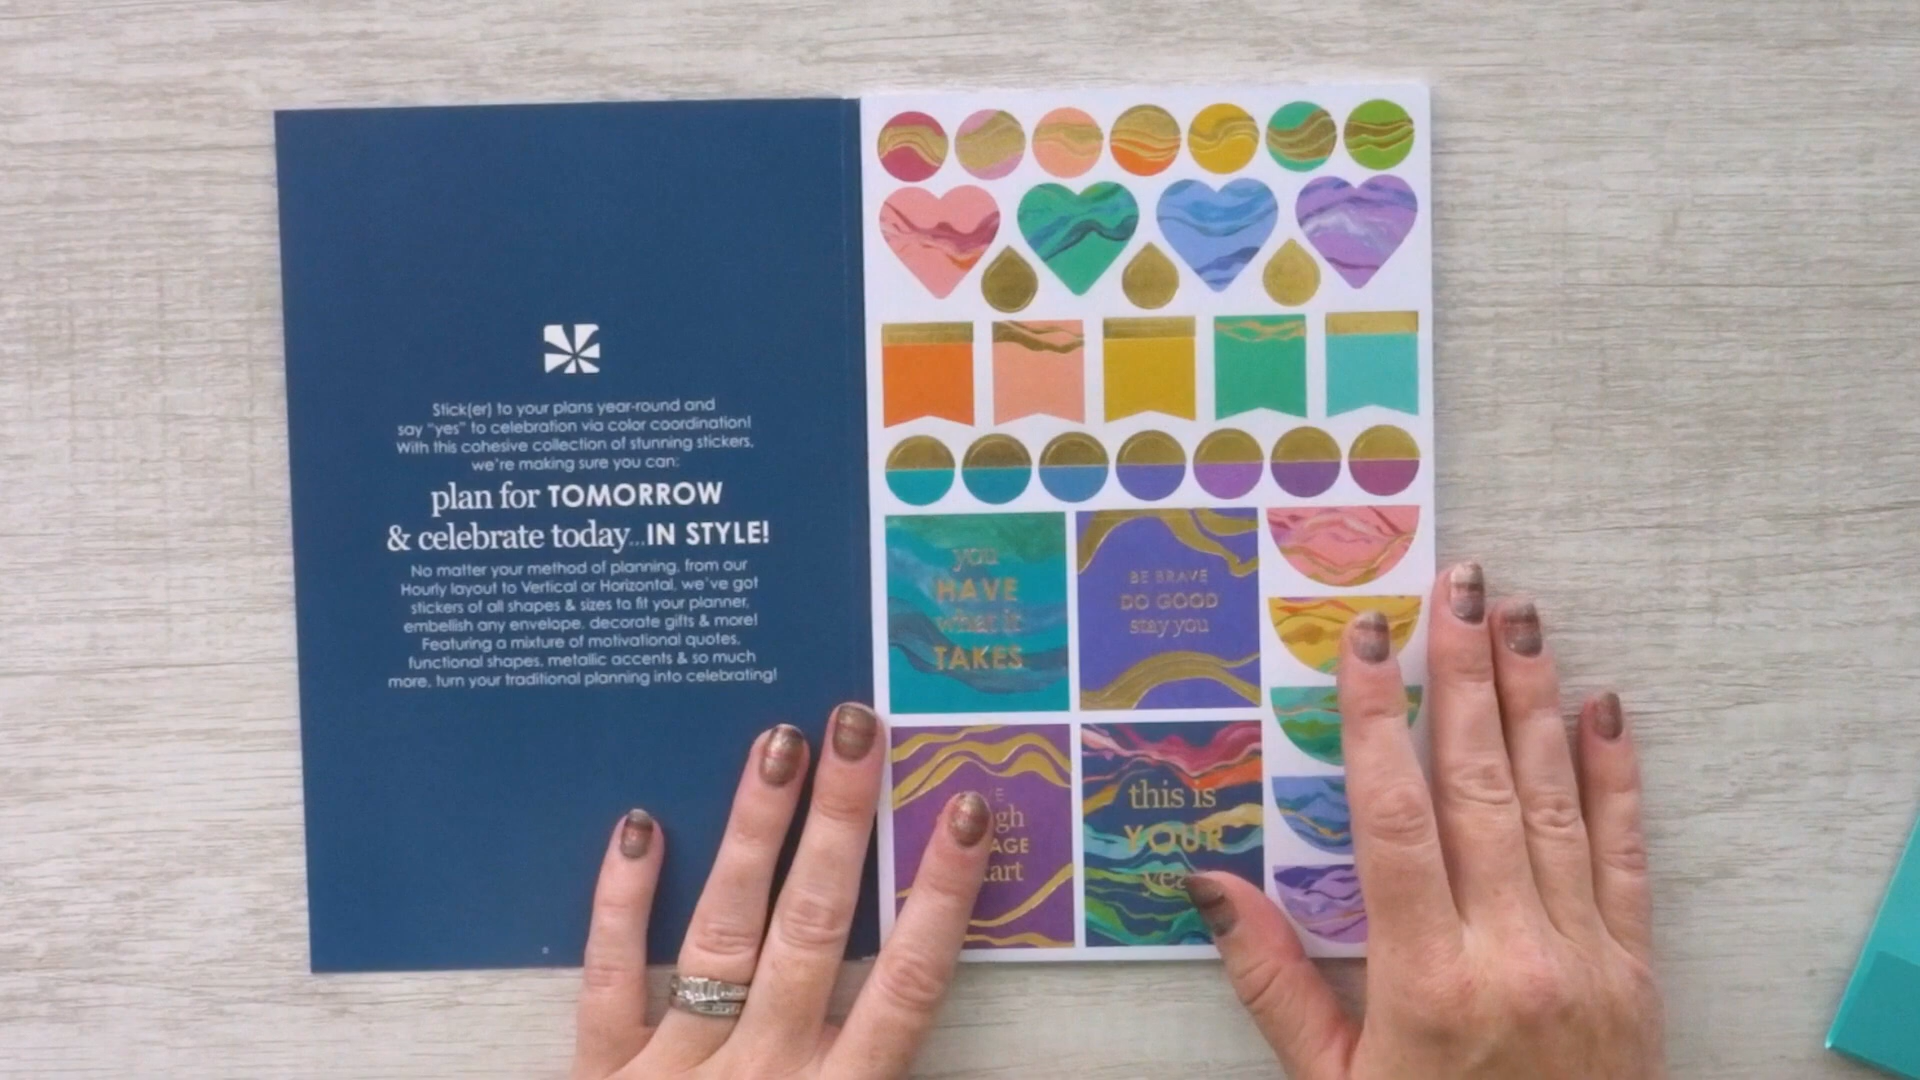 Stick(er) to your plans year-round and
say "yes" to celebration via color coordination!
With this cohesive collection of stunning stickers,
we're making sure you can:
plan for TOMORROW
& celebrate today...IN STYLE!
No matter your method of planning, from our
Hourly layout to Vertical or Horizontal, we've got
stickers of all shapes & sizes to fit your planner,
embellish any envelope, decorate gifts & more!
Featuring a mixture of motivational quotes,
functional shapes, metallic accents & so much
more, turn your traditional planning into celebrating!
you
HAVE
what it
TAKES
BE BRAVE
DO GOOD
stay you
this is
YOUR